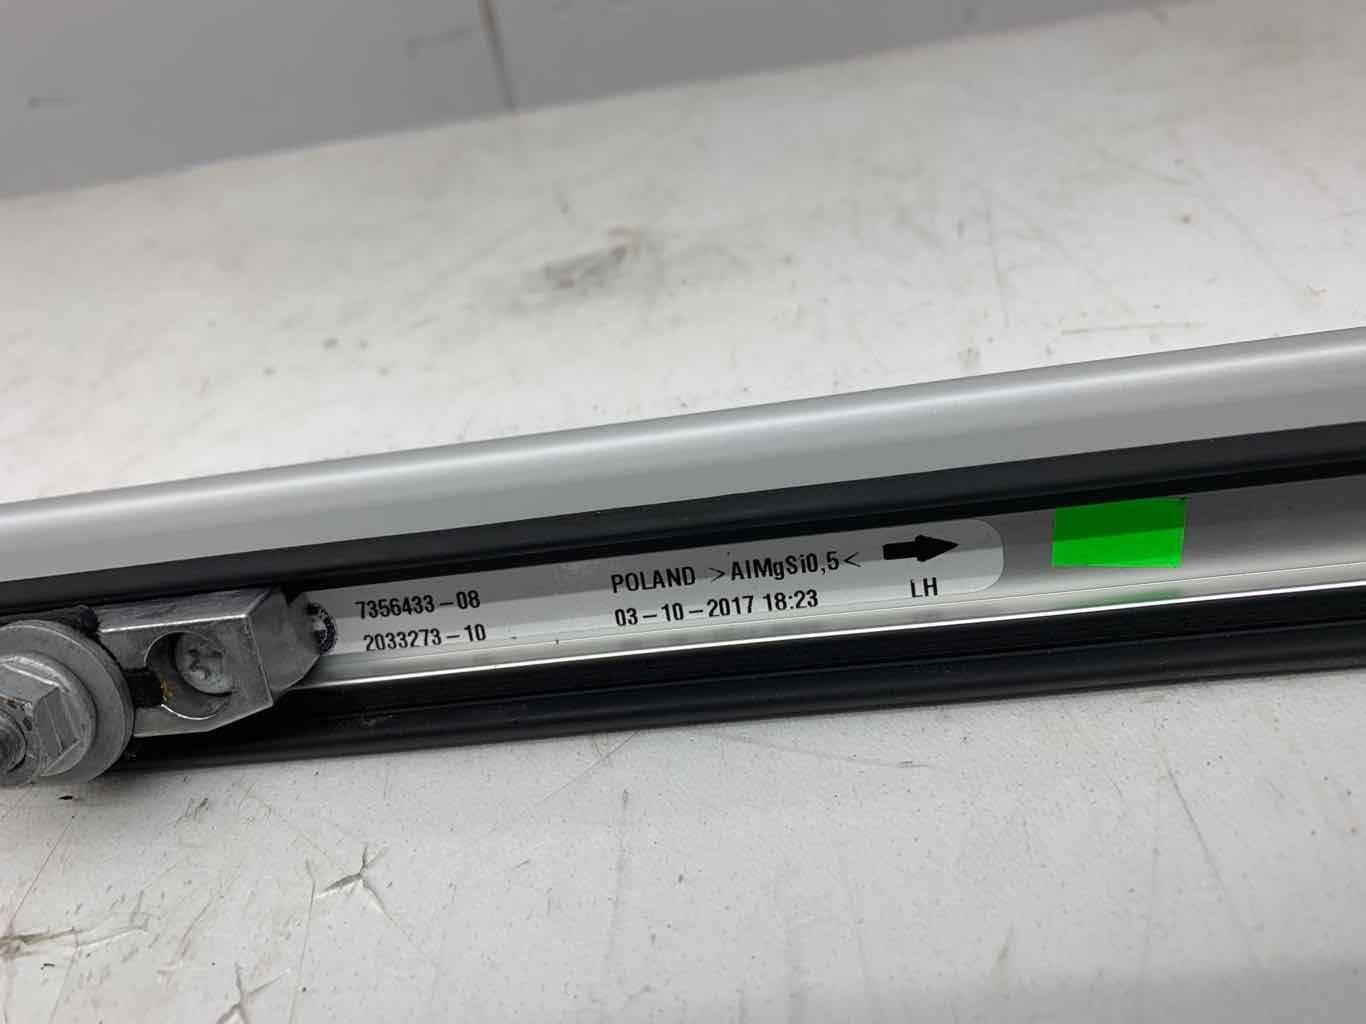 7356433-08
2033273-10
POLAND >AlMgSi0,5<
03-10-2017 18:23
LH